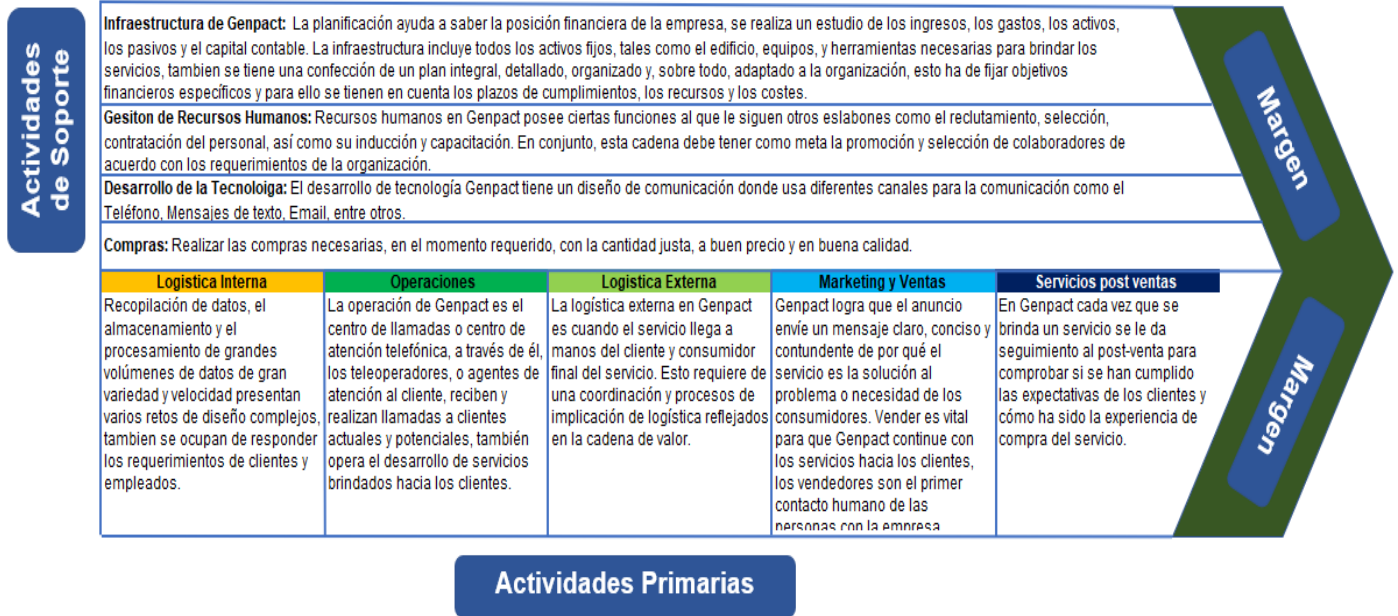 Actividades
de Soporte
Infraestructura de Genpact: La planificación ayuda a saber la posición financiera de la empresa, se realiza un estudio de los ingresos, los gastos, los activos,
los pasivos y el capital contable. La infraestructura incluye todos los activos fijos, tales como el edificio, equipos, y herramientas necesarias para brindar los
servicios, tambien se tiene una confección de un plan integral, detallado, organizado y, sobre todo, adaptado a la organización, esto ha de fijar objetivos
financieros específicos y para ello se tienen en cuenta los plazos de cumplimientos, los recursos y los costes.
Gesiton de Recursos Humanos: Recursos humanos en Genpact posee ciertas funciones al que le siguen otros eslabones como el reclutamiento, selección,
contratación del personal, así como su inducción y capacitación. En conjunto, esta cadena debe tener como meta la promoción y selección de colaboradores de
acuerdo con los requerimientos de la organización.
Desarrollo de la Tecnoloiga: El desarrollo de tecnología Genpact tiene un diseño de comunicación donde usa diferentes canales para la comunicación como el
Teléfono, Mensajes de texto, Email, entre otros.
Compras: Realizar las compras necesarias, en el momento requerido, con la cantidad justa, a buen precio y en buena calidad.
Logistica Interna
Recopilación de datos, el
almacenamiento y el
procesamiento de grandes
volúmenes de datos de gran
variedad y velocidad presentan
varios retos de diseño complejos,
tambien se ocupan de responder
los requerimientos de clientes y
empleados.
Operaciones
La operación de Genpact es el
centro de llamadas o centro de
atención telefónica, a través de él,
los teleoperadores, o agentes de
atención al cliente, reciben y
realizan llamadas a clientes
actuales y potenciales, también
opera el desarrollo de servicios
brindados hacia los clientes.
Logistica Externa
La logística externa en Genpact
es cuando el servicio llega a
manos del cliente y consumidor
final del servicio. Esto requiere de
una coordinación y procesos de
implicación de logística reflejados
en la cadena de valor.
Marketing y Ventas
Genpact logra que el anuncio
envíe un mensaje claro, conciso y
contundente de por qué el
servicio es la solución al
problema o necesidad de los
consumidores. Vender es vital
para que Genpact continue con
los servicios hacia los clientes,
los vendedores son el primer
contacto humano de las
personas con la empresa
Servicios post ventas
En Genpact cada vez que se
brinda un servicio se le da
seguimiento al post-venta para
comprobar si se han cumplido
las expectativas de los clientes y
cómo ha sido la experiencia de
compra del servicio.
Margen
Margen
Actividades Primarias